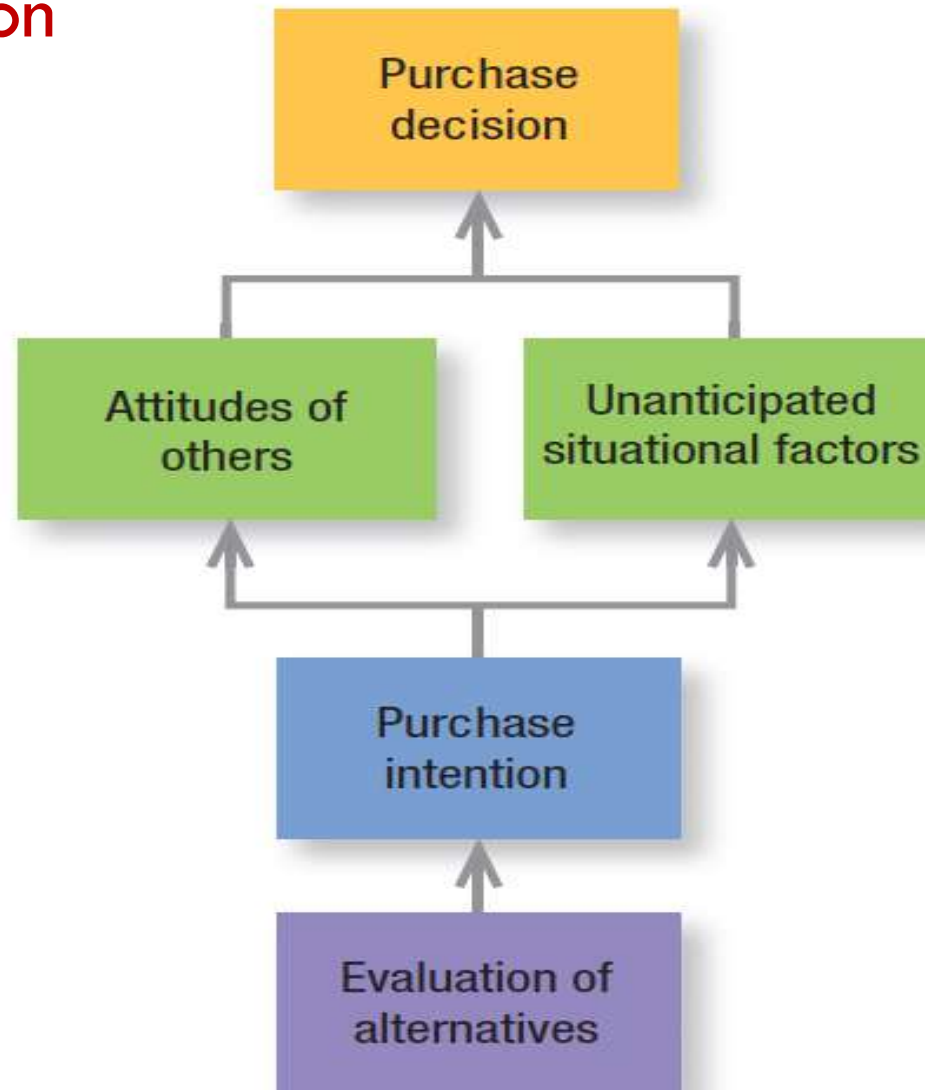 on
Purchase
decision
Attitudes of
others
Unanticipated
situational factors
Purchase
intention
Evaluation of
alternatives